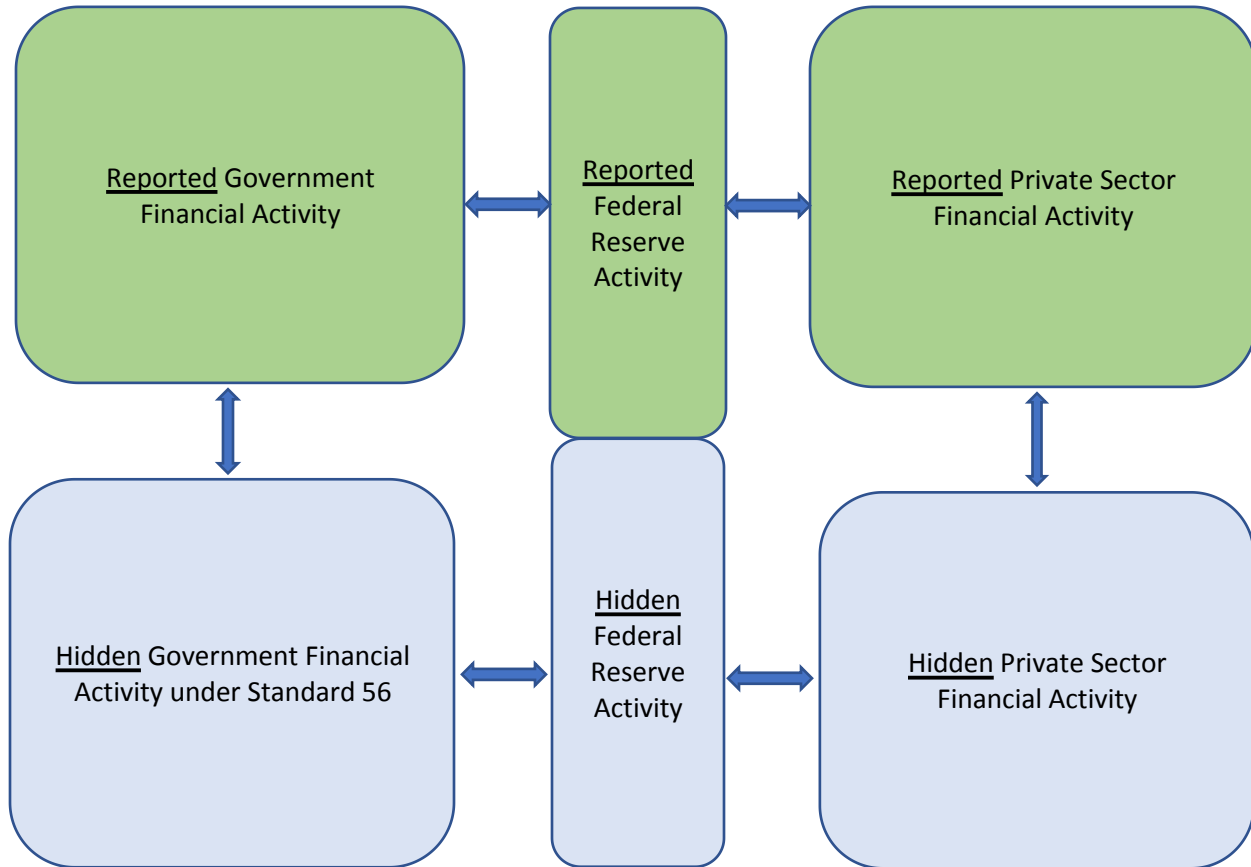 Reported Government
Financial Activity
Reported
Federal
Reserve
Activity
Reported Private Sector
Financial Activity
Hidden Government Financial
Activity under Standard 56
Hidden
Federal
Reserve
Activity
Hidden Private Sector
Financial Activity